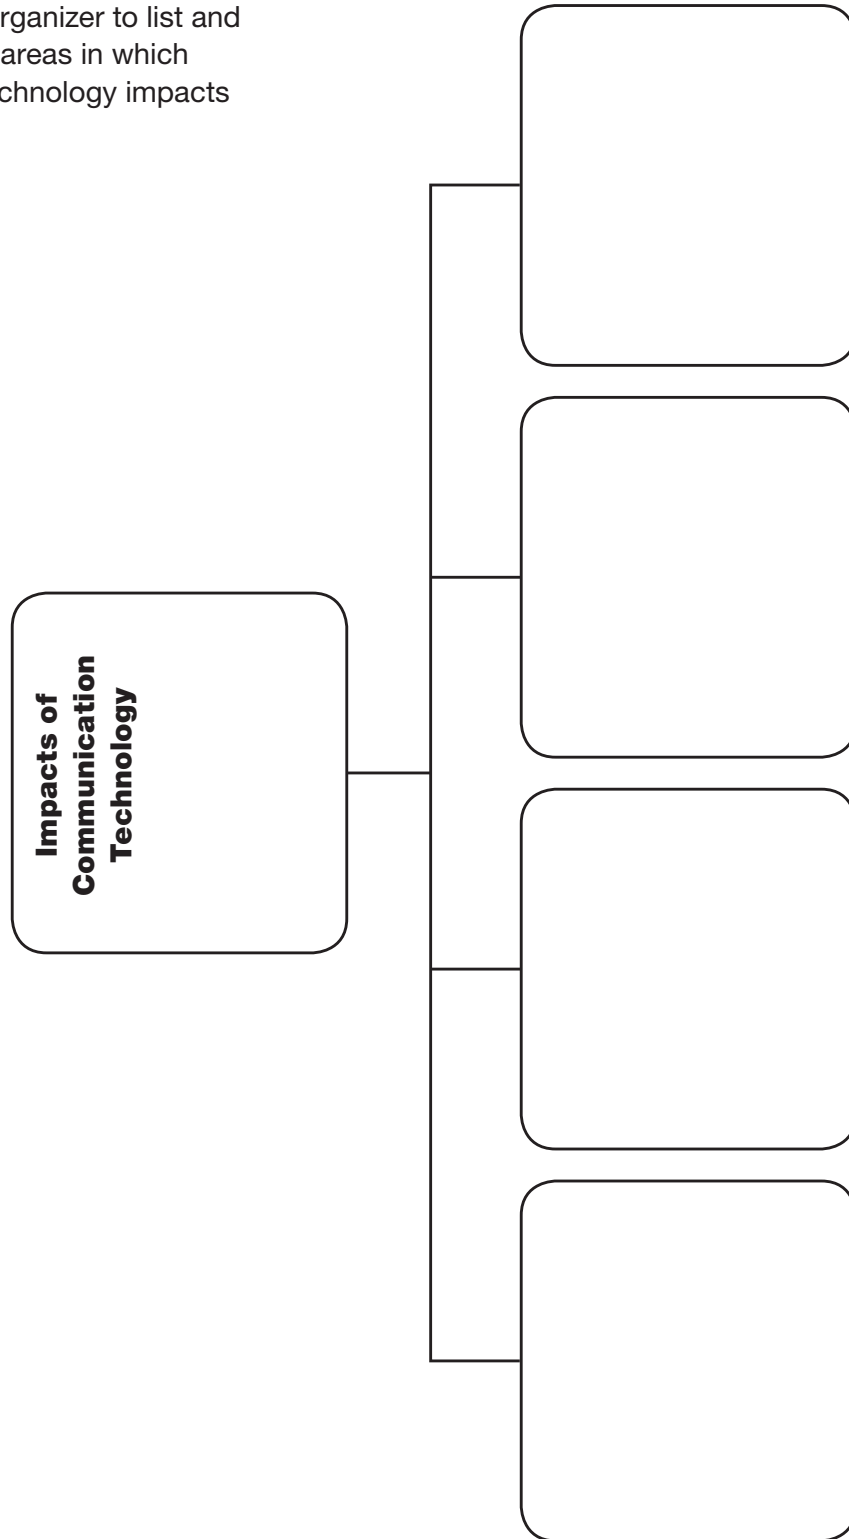 rganizer to list and
areas in which
chnology impacts
Impacts of
Communication
Technology